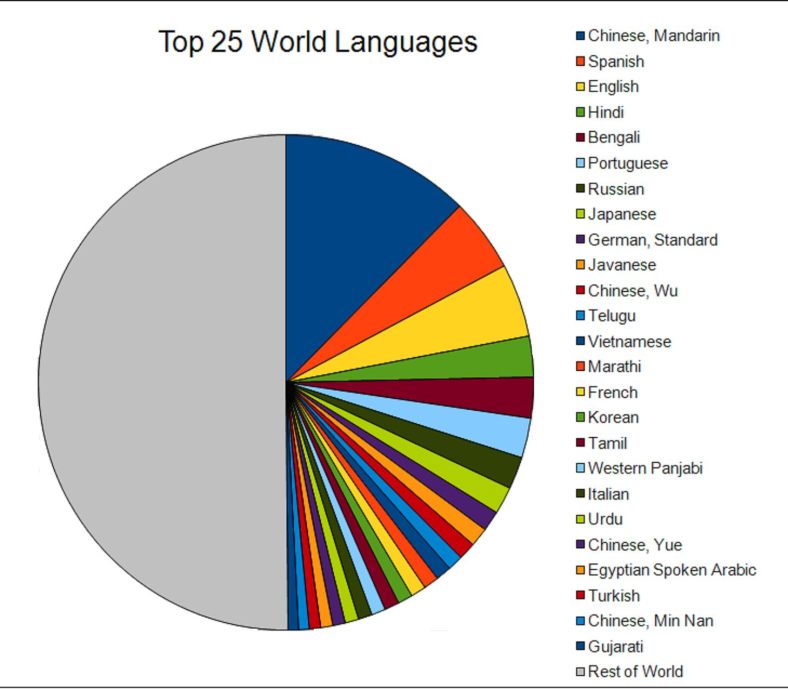 Top 25 World Languages
Chinese, Mandarin
Spanish
English
Hindi
Bengali
Portuguese
Russian
Japanese
German, Standard
Javanese
Chinese, Wu
Telugu
Vietnamese
Marathi
French
Korean
Tamil
Western Panjabi
Italian
Urdu
Chinese, Yue
Egyptian Spoken Arabic
Turkish
Chinese, Min Nan
Gujarati
Rest of World